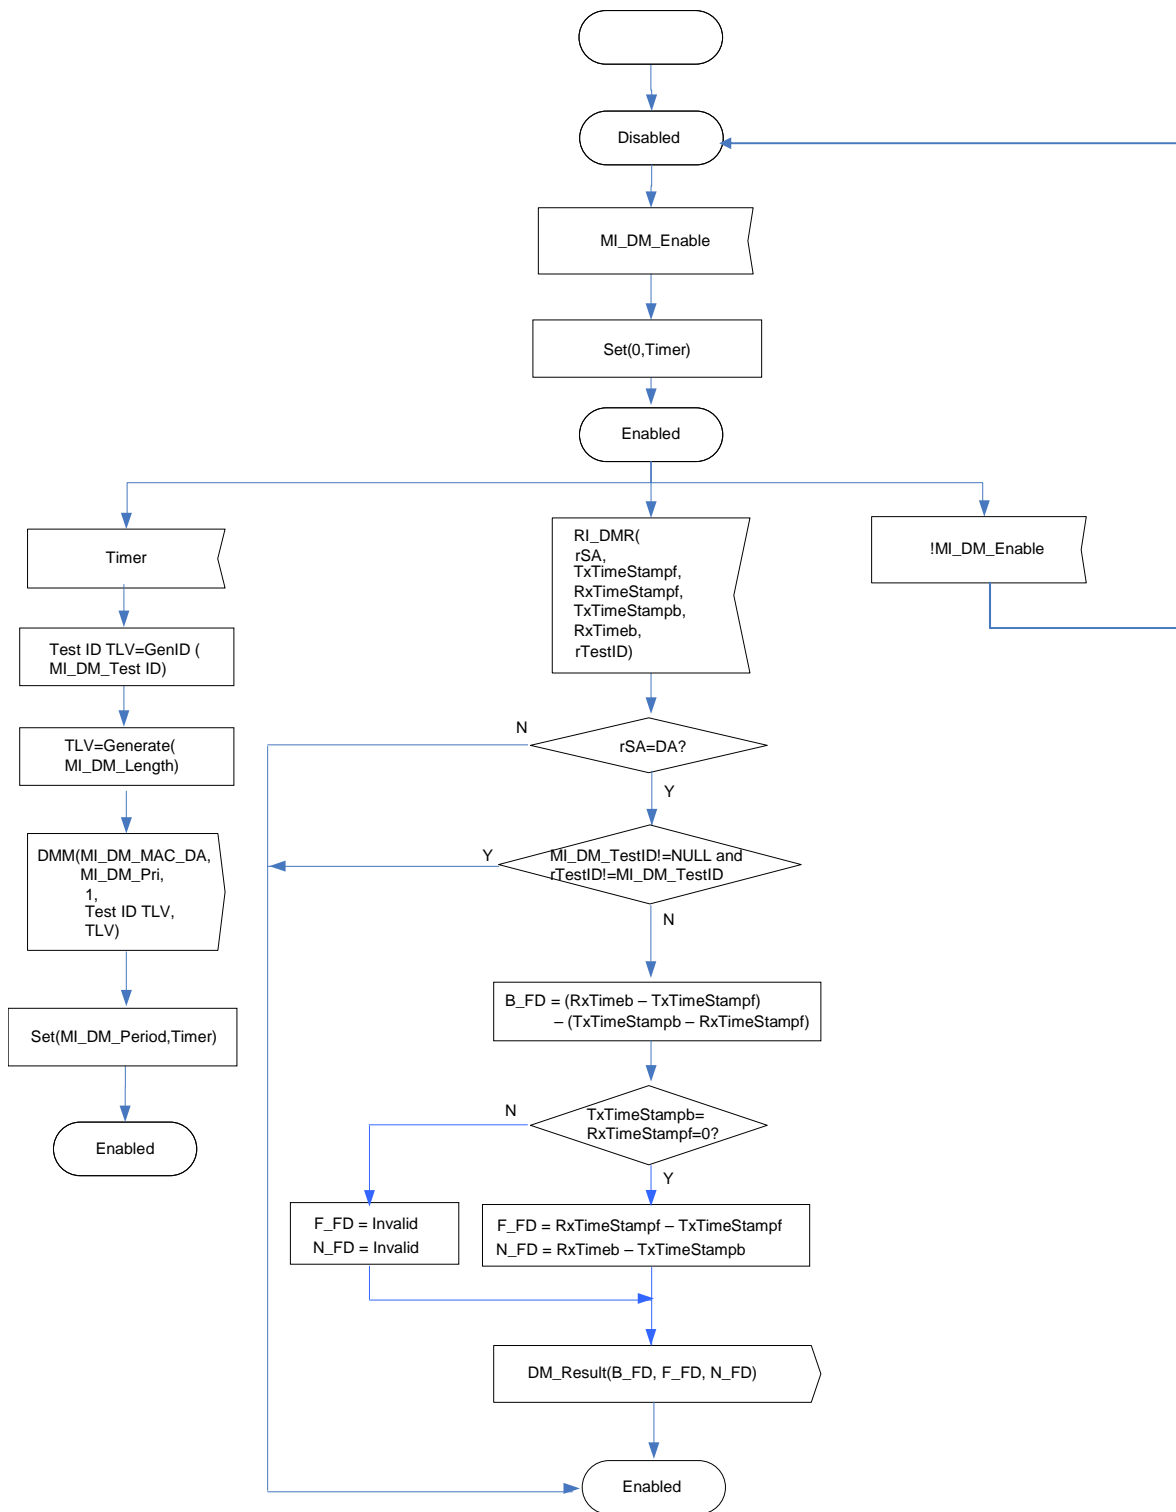 Disabled
MI_DM_Enable
Set(0,Timer)
Enabled
Timer
Test ID TLV=GenID (
MI_DM_Test ID)
TLV=Generate(
MI_DM_Length)
DMM(MI_DM_MAC_DA,
MI_DM_Pri,
1,
Test ID TLV,
TLV)
Set(MI_DM_Period,Timer)
Enabled
RI_DMR(
rSA,
TxTimeStampf,
RxTimeStampf,
TxTimeStampb,
RxTimeb,
rTestID)
!MI_DM_Enable
N
rSA=DA?
Y
Y
MI_DM_TestID!=NULL and
rTestID!=MI_DM_TestID
N
B_FD = (RxTimeb – TxTimeStampf)
– (TxTimeStampb – RxTimeStampf)
N
TxTimeStampb=
RxTimeStampf=0?
Y
F_FD = Invalid
N_FD = Invalid
F_FD = RxTimeStampf – TxTimeStampf
N_FD = RxTimeb – TxTimeStampb
DM_Result(B_FD, F_FD, N_FD)
Enabled